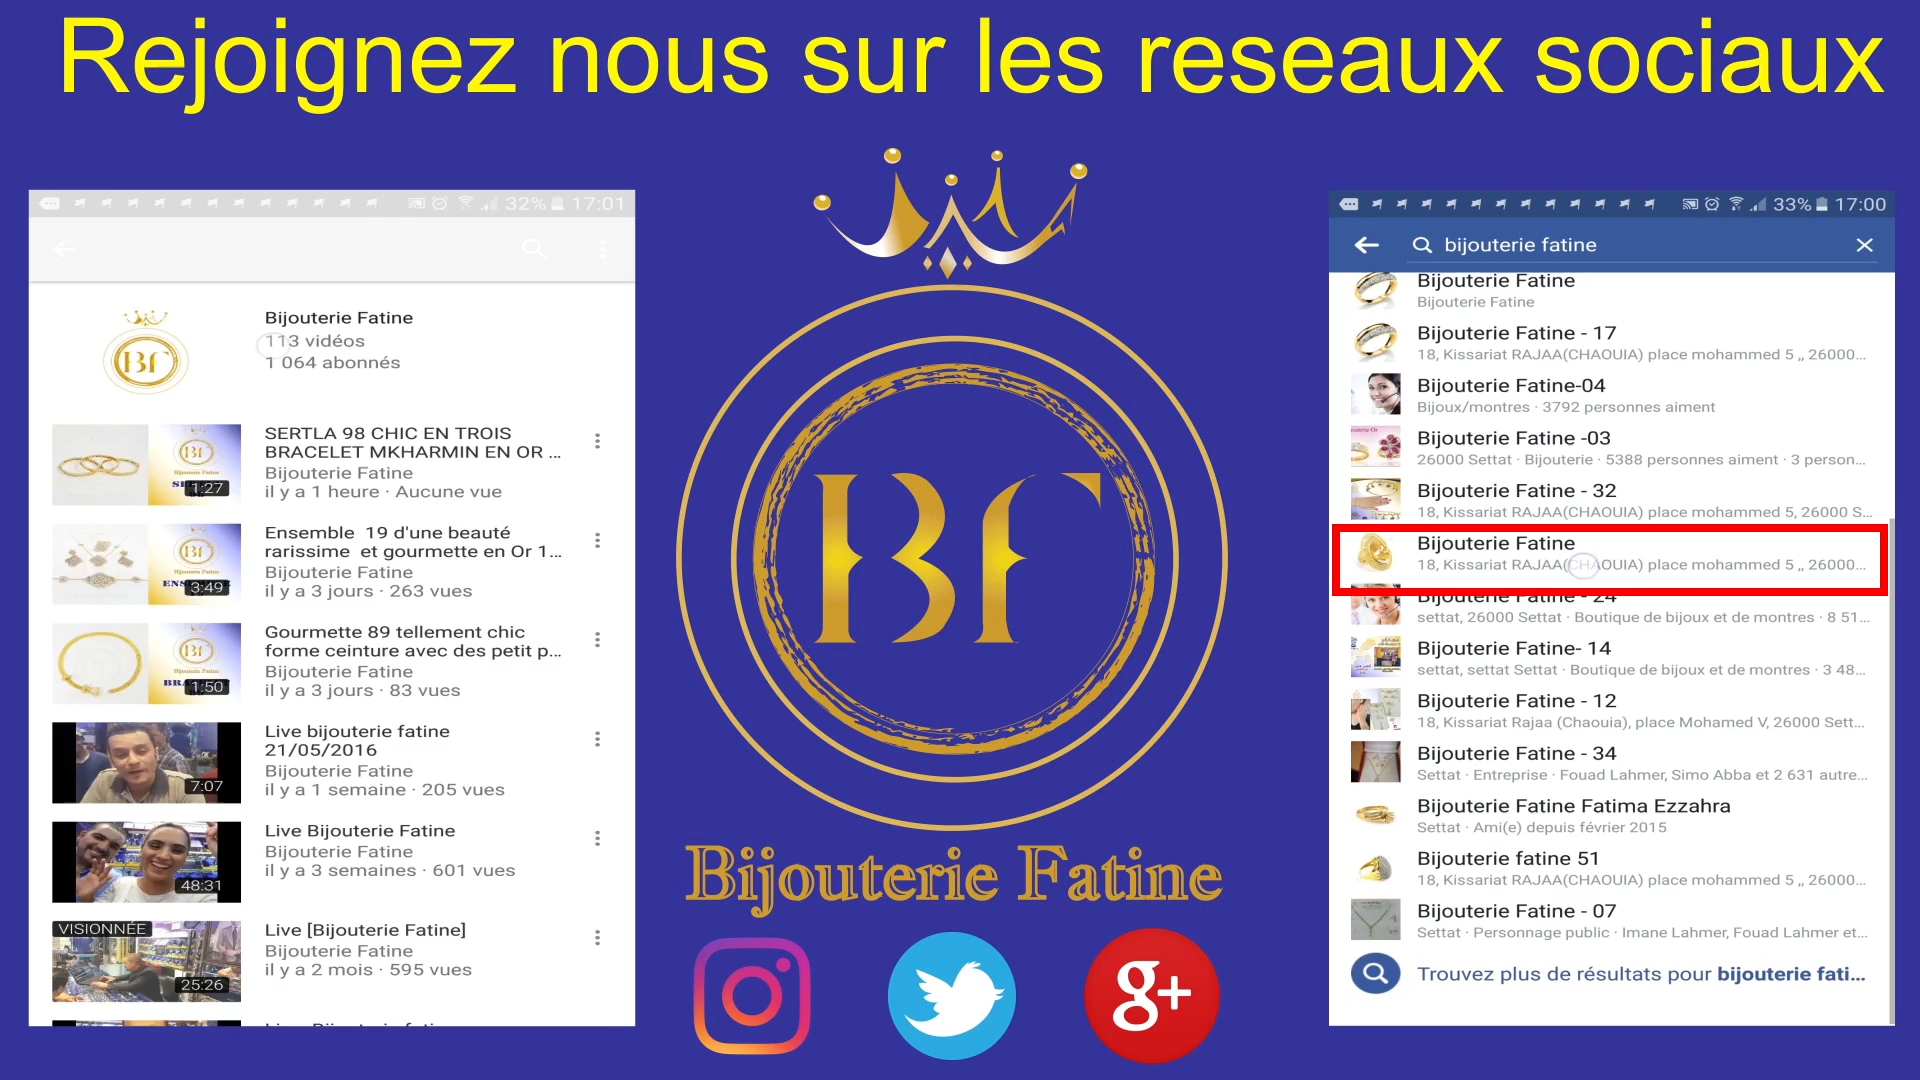 Rejoignez nous sur les reseaux sociaux
32% 17:01
Bijouterie Fatine
113 vidéos
1 064 abonnés
1:27
SERTLA 98 CHIC EN TROIS
BRACELET MKHARMIN EN OR ...
Bijouterie Fatine
il y a 1 heure · Aucune vue
3:49
Ensemble 19 d'une beauté
rarissime et gourmette en Or 1...
Bijouterie Fatine
il y a 3 jours · 263 vues
1:50
Gourmette 89 tellement chic
forme ceinture avec des petit p...
Bijouterie Fatine
il y a 3 jours · 83 vues
7:07
Live bijouterie fatine
21/05/2016
Bijouterie Fatine
il y a 1 semaine · 205 vues
48:31
Live Bijouterie Fatine
Bijouterie Fatine
il y a 3 semaines · 601 vues
VISIONNÉE
25:26
Live [Bijouterie Fatine]
Bijouterie Fatine
il y a 2 mois · 595 vues
BF
Bijouterie Fatine
g+
33% 17:00
bijouterie fatine
Bijouterie Fatine
Bijouterie Fatine
Bijouterie Fatine - 17
18, Kissariat RAJAA(CHAOUIA) place mohammed 5 ,, 26000...
Bijouterie Fatine-04
Bijoux/montres · 3792 personnes aiment
Bijouterie Fatine -03
26000 Settat · Bijouterie · 5388 personnes aiment · 3 person...
Bijouterie Fatine - 32
18, Kissariat RAJAA(CHAOUIA) place mohammed 5, 26000 S...
Bijouterie Fatine
18, Kissariat RAJAA(CHAOUIA) place mohammed 5 ,, 26000...
Bijouterie Fatine - 24
settat, 26000 Settat · Boutique de bijoux et de montres · 8 51...
Bijouterie Fatine- 14
settat, settat Settat · Boutique de bijoux et de montres · 3 48...
Bijouterie Fatine - 12
18, Kissariat Rajaa (Chaouia), place Mohamed V, 26000 Sett...
Bijouterie Fatine - 34
Settat · Entreprise · Fouad Lahmer, Simo Abba et 2 631 autre...
Bijouterie Fatine Fatima Ezzahra
Settat · Ami(e) depuis février 2015
Bijouterie fatine 51
18, Kissariat RAJAA(CHAOUIA) place mohammed 5 ,, 26000...
Bijouterie Fatine - 07
Settat · Personnage public · Imane Lahmer, Fouad Lahmer et...
Trouvez plus de résultats pour bijouterie fati...